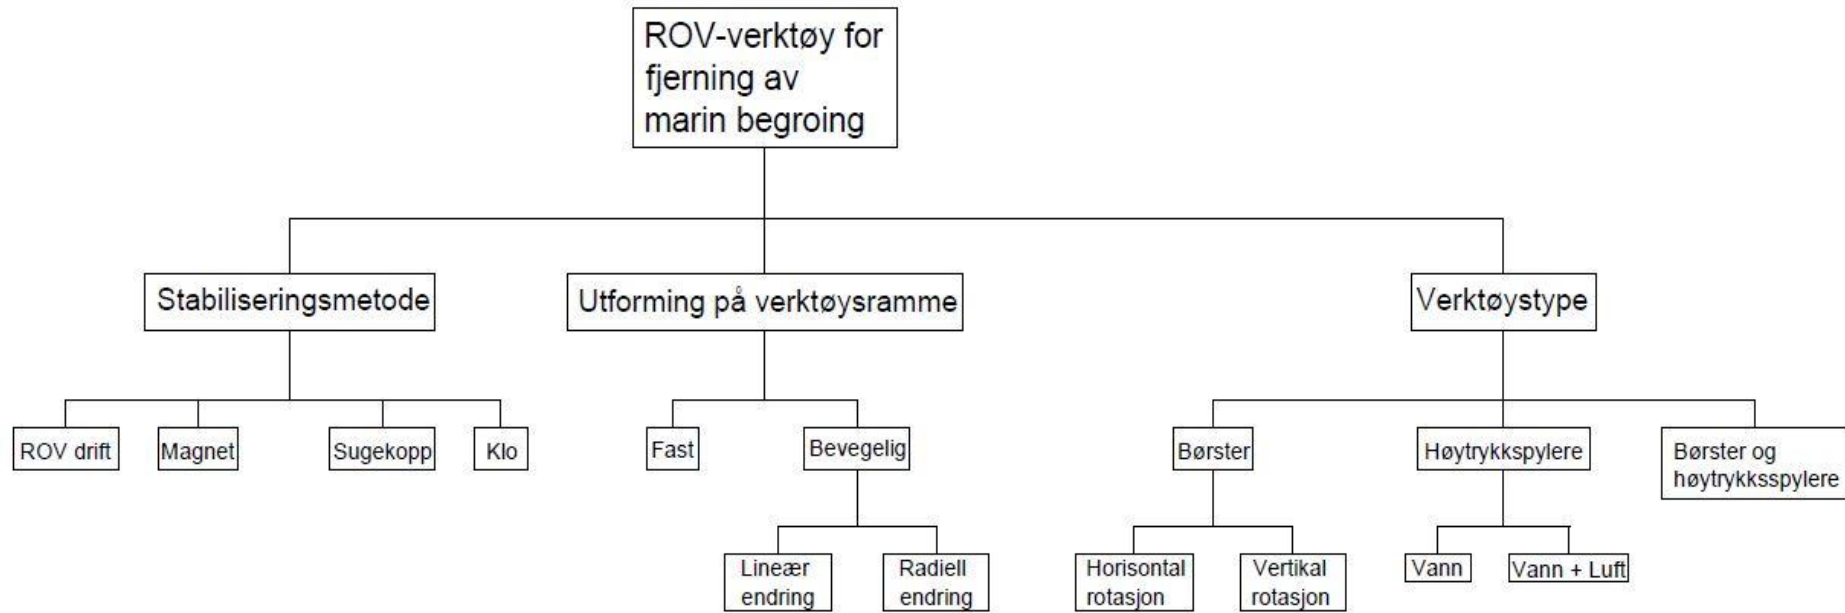 ROV-verktøy for
fjerning av
marin begroing
Stabiliseringsmetode
Utforming på verktøysramme
Verktøystype
ROV drift
Magnet
Sugekopp
Klo
Fast
Bevegelig
Børster
Høytrykkspylere
Børster og
høytrykksspylere
Lineær
endring
Radiell
endring
Horisontal
rotasjon
Vertikal
rotasjon
Vann
Vann + Luft